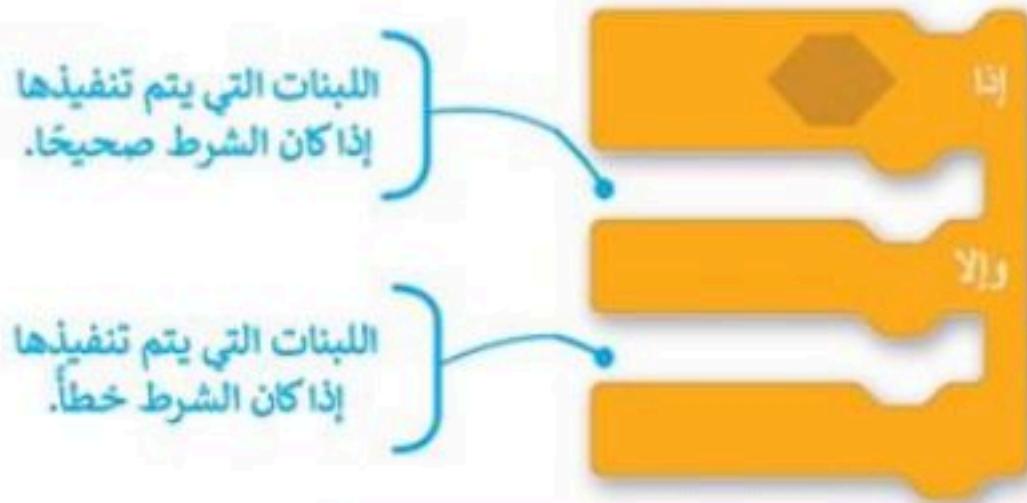 إذا
اللبنات التي يتم تنفيذها
إذا كان الشرط صحيحًا.
وإلا
اللبنات التي يتم تنفيذها
إذا كان الشرط خطأً.